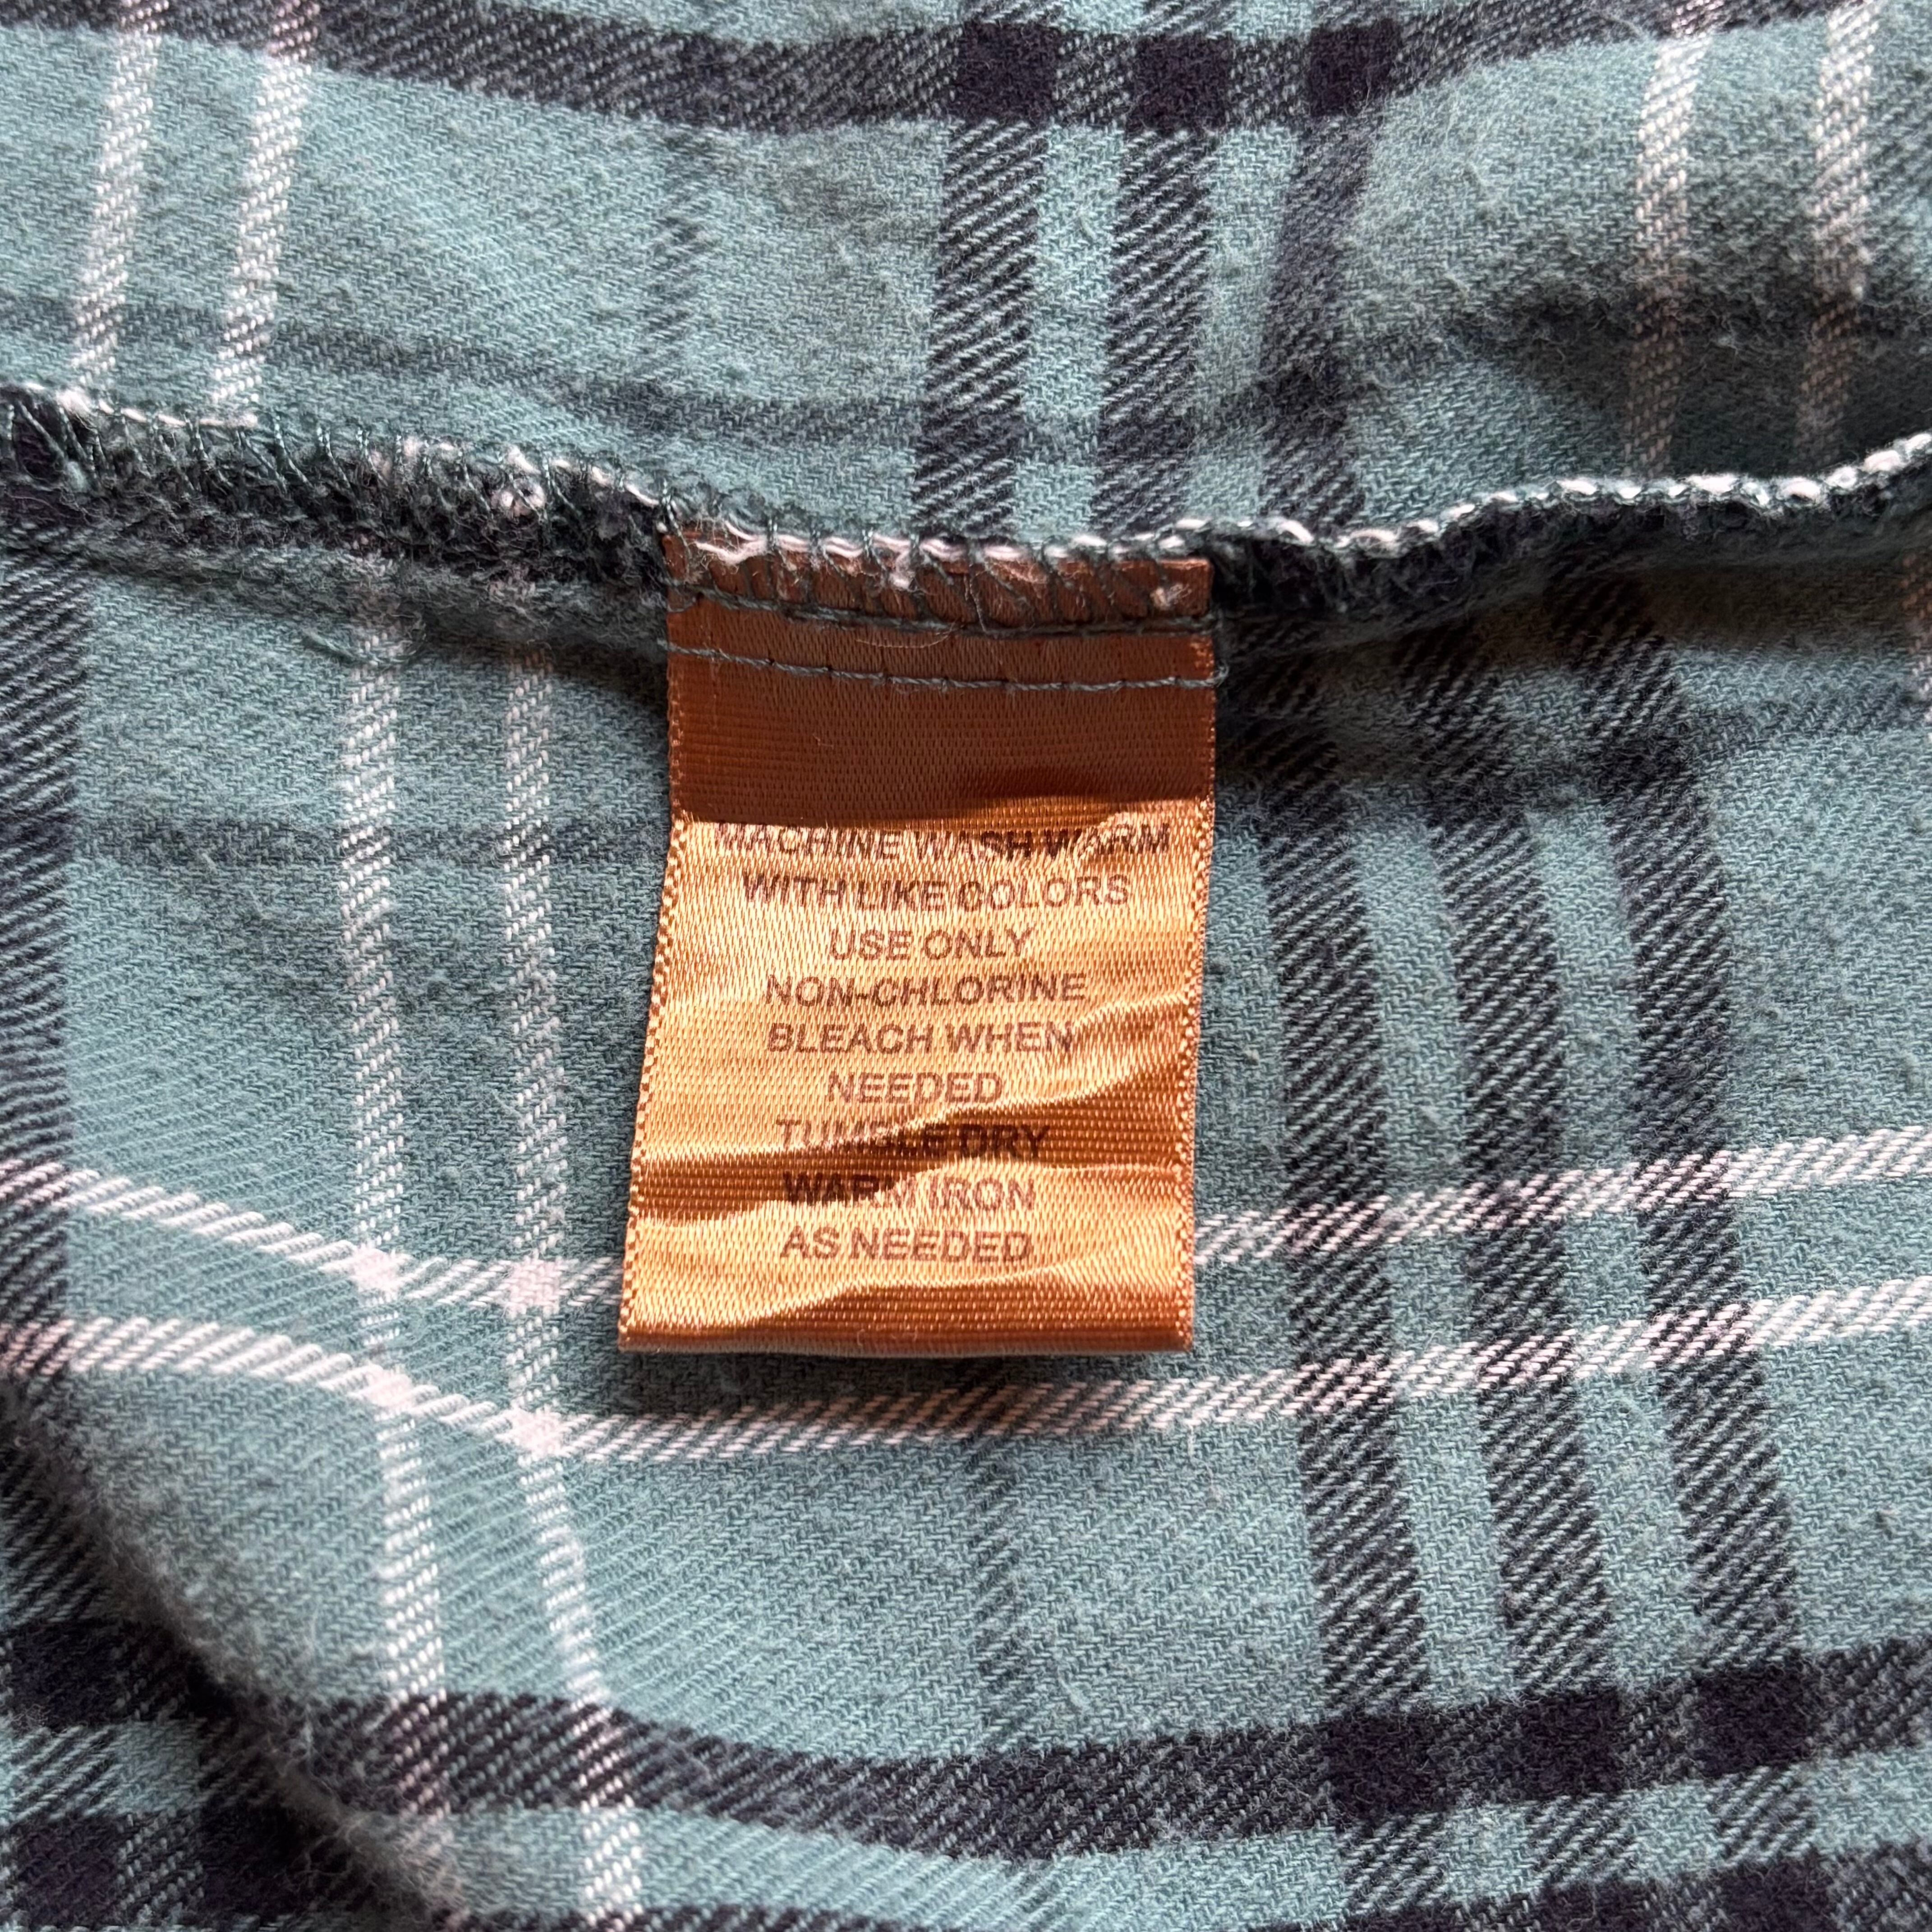 MACHINE WASH WARM
WITH LIKE COLORS
USE ONLY
NON-CHLORINE
BLEACH WHEN
NEEDED
TUMBLE DRY
WARM IRON
AS NEEDED